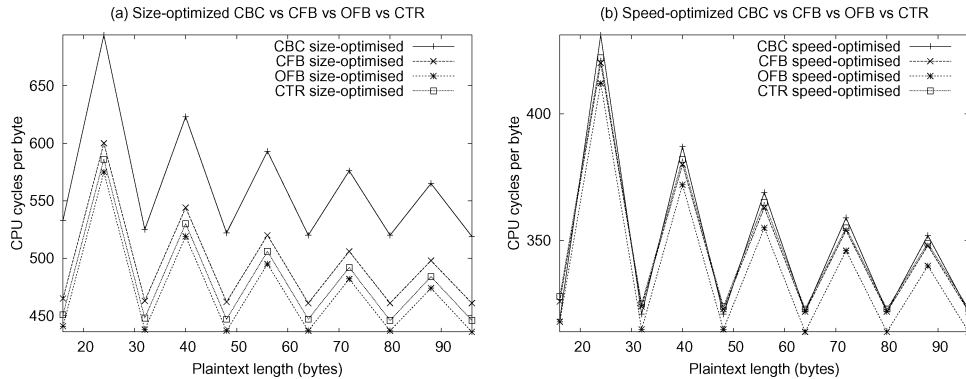 (a) Size-optimized CBC vs CFB vs OFB vs CTR
CBC size-optimised
CFB size-optimised
OFB size-optimised
CTR size-optimised
CPU cycles per byte
650
600
550
500
450
20 30 40 50 60 70 80 90
Plaintext length (bytes)
(b) Speed-optimized CBC vs CFB vs OFB vs CTR
CBC speed-optimised
CFB speed-optimised
OFB speed-optimised
CTR speed-optimised
CPU cycles per byte
400
350
20 30 40 50 60 70 80 90
Plaintext length (bytes)